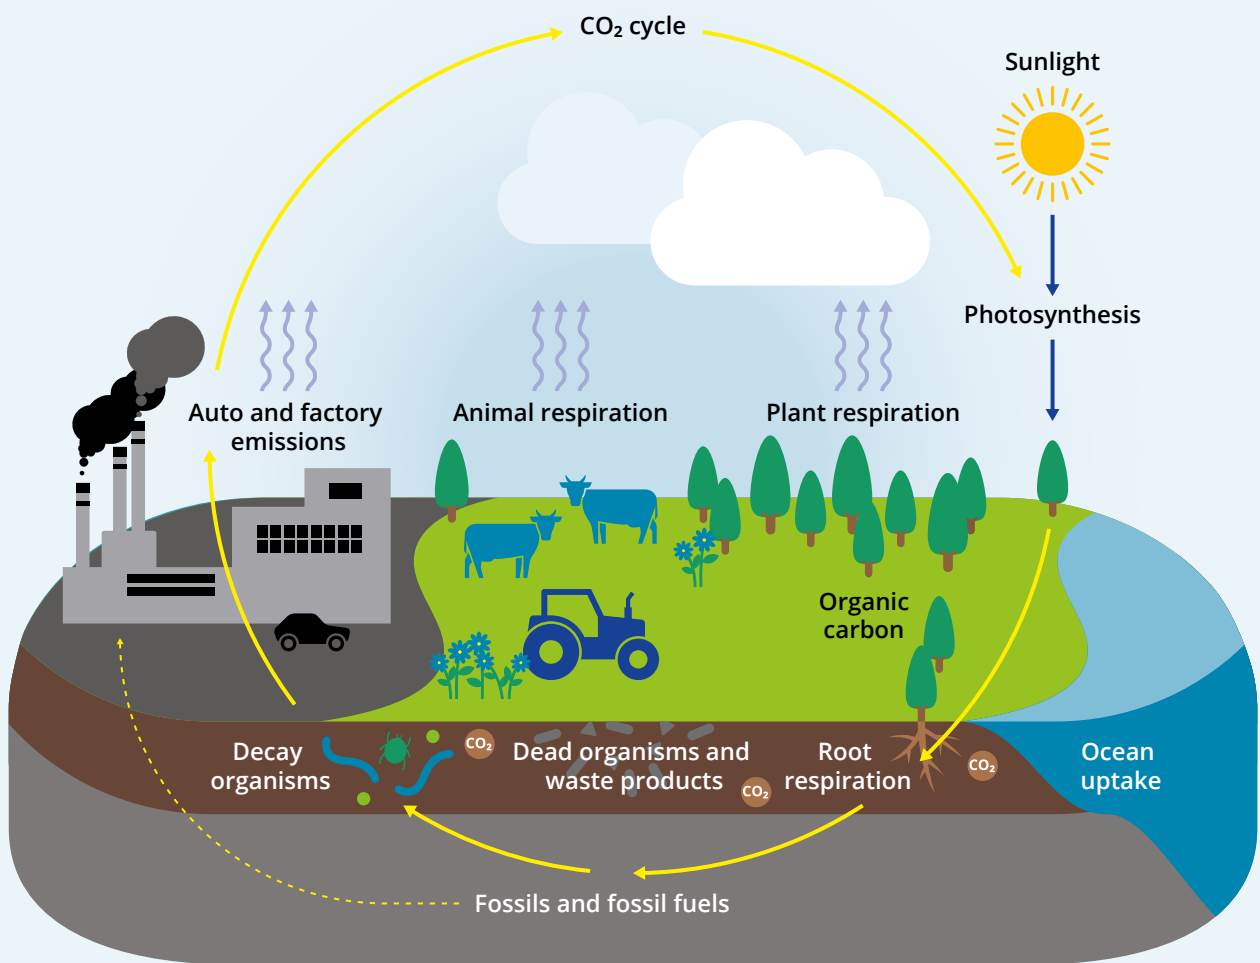 CO₂ cycle
Sunlight
Photosynthesis
Auto and factory
emissions
Animal respiration
Plant respiration
Organic
carbon
Decay
organisms
CO₂
Dead organisms and
waste products
CO₂
Root
respiration
CO₂
Ocean
uptake
Fossils and fossil fuels